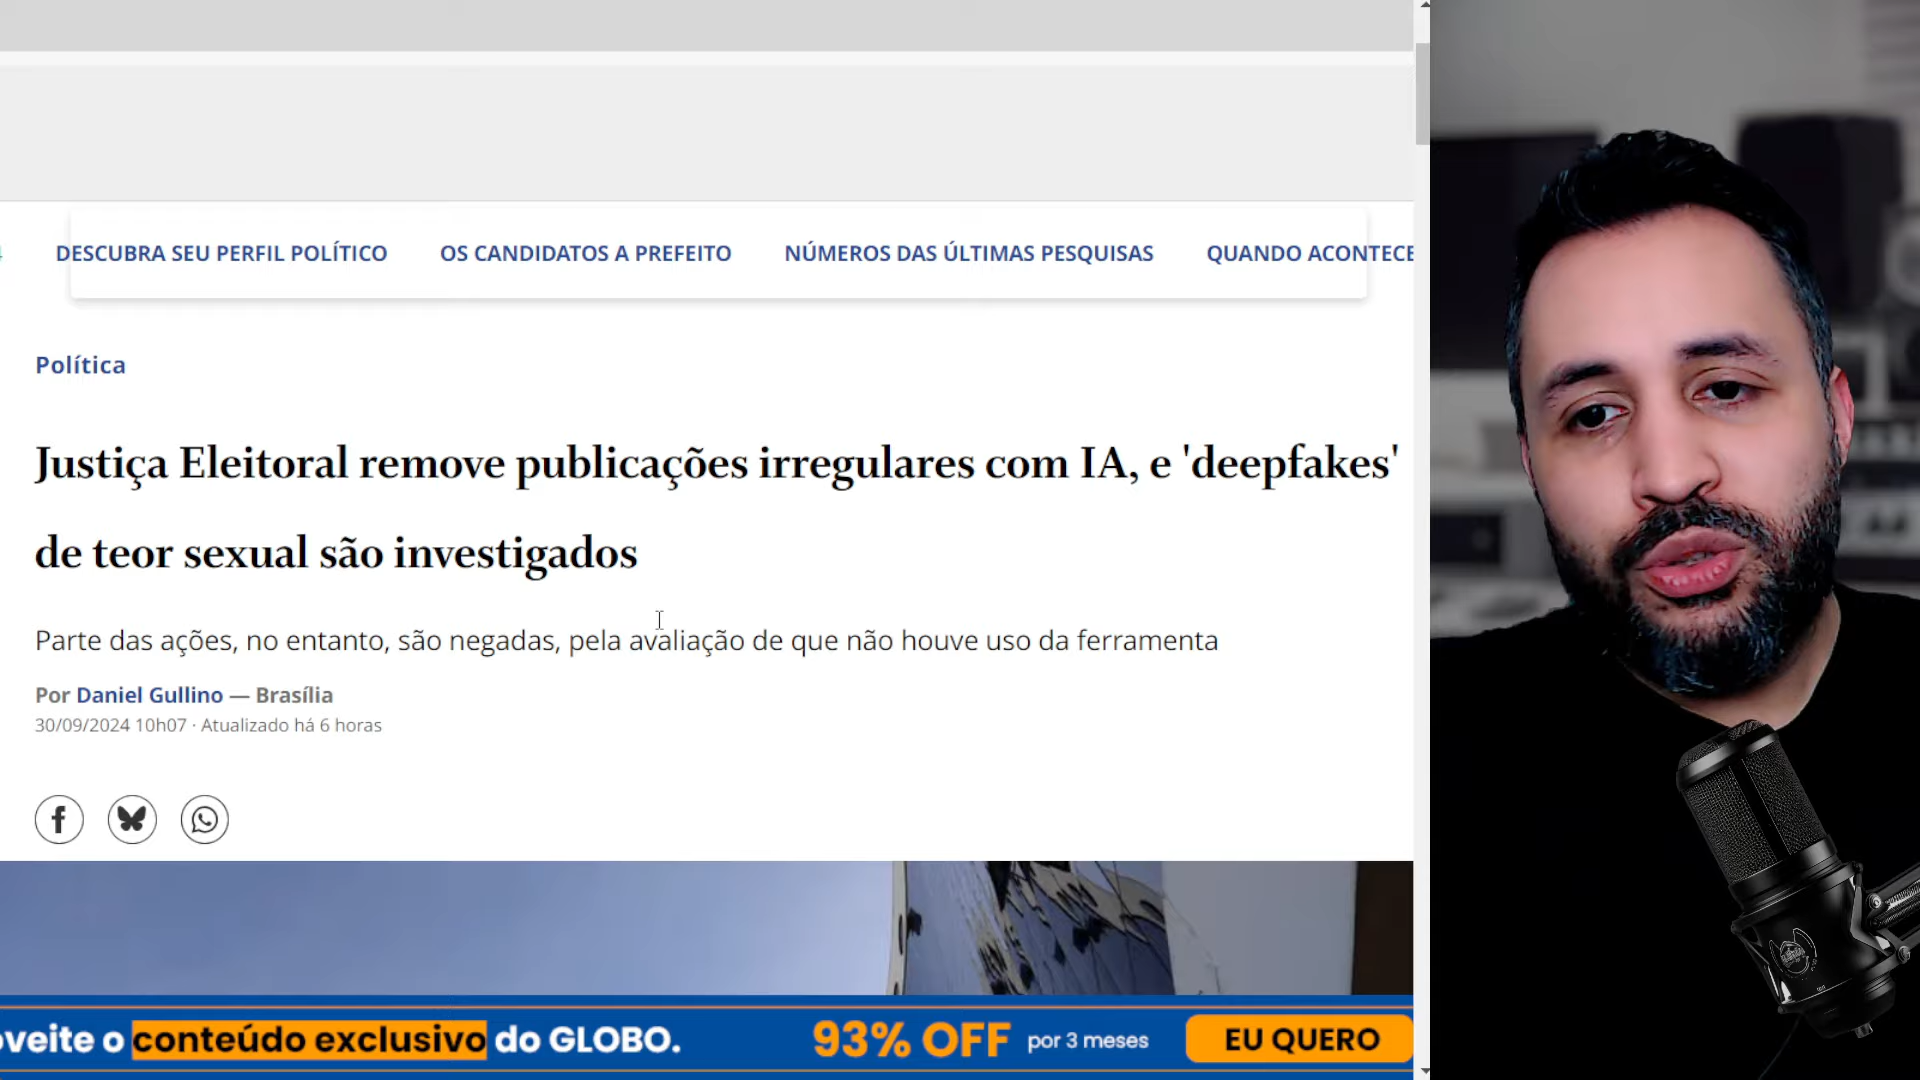 DESCUBRA SEU PERFIL POLÍTICO OS CANDIDATOS A PREFEITO NÚMEROS DAS ÚLTIMAS PESQUISAS QUANDO ACONTECE
Política
Justiça Eleitoral remove publicações irregulares com IA, e 'deepfakes'
de teor sexual são investigados
Parte das ações, no entanto, são negadas, pela avaliação de que não houve uso da ferramenta
Por Daniel Gullino — Brasília
30/09/2024 10h07 · Atualizado há 6 horas
oveite o conteúdo exclusivo do GLOBO. 93% OFF por 3 meses EU QUERO